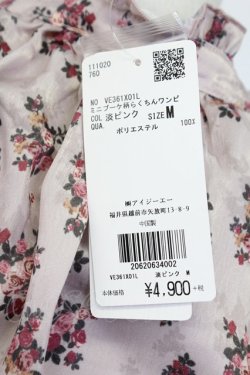 111020
760
NO VE361X01L
ミニブーケ柄らくちんワンピ
COL 淡ピンク SIZE M
QUA. 100%
ポリエステル
㈱アイジーエー
福井県越前市矢放町13-8-9
中国製
20620634002
VE361X01L 淡ピンク M
本体価格 ¥4,900 +税